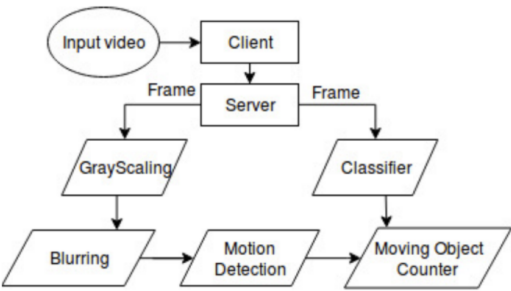 Input video
Client
Frame
Server
Frame
GrayScaling
Classifier
Blurring
Motion
Detection
Moving Object
Counter